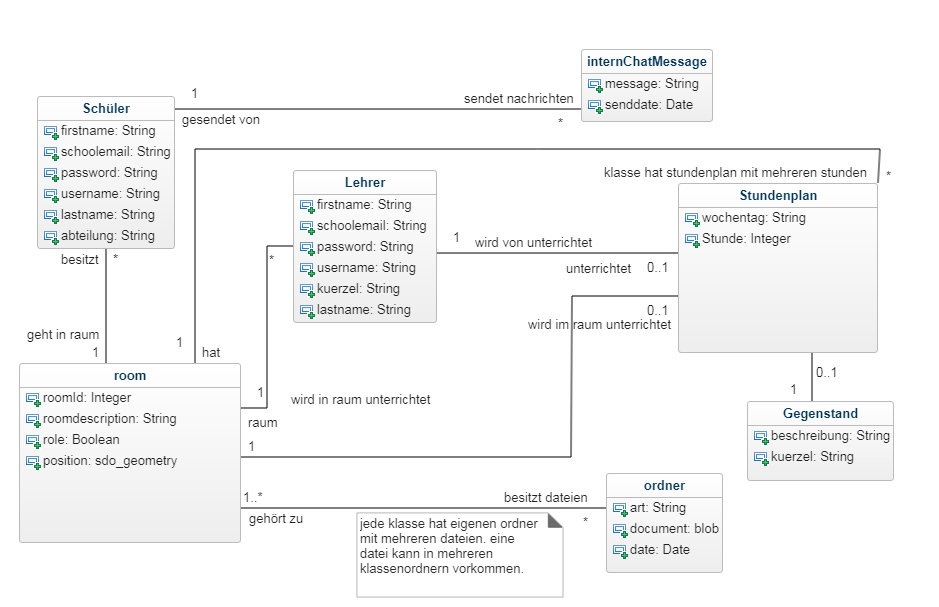 internChatMessage
message: String
senddate: Date
1
sendet nachrichten
gesendet von
*
Schüler
firstname: String
schoolemail: String
password: String
username: String
lastname: String
abteilung: String
besitzt
*
geht in raum
1
klasse hat stundenplan mit mehreren stunden
*
1
hat
Lehrer
firstname: String
schoolemail: String
password: String
username: String
kuerzel: String
lastname: String
*
1
wird von unterrichtet
unterrichtet
0..1
Stundenplan
wochentag: String
Stunde: Integer
0..1
wird im raum unterrichtet
0..1
1
Gegenstand
beschreibung: String
kuerzel: String
room
roomId: Integer
roomdescription: String
role: Boolean
position: sdo_geometry
1
wird in raum unterrichtet
raum
1
1..*
gehört zu
besitzt dateien
*
ordner
art: String
document: blob
date: Date
jede klasse hat eigenen ordner
mit mehreren dateien. eine
datei kann in mehreren
klassenordnern vorkommen.